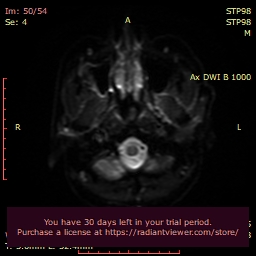 Im: 50/54
Se: 4
A
STP98
STP98
M
Ax DWI B 1000
R
L
You have 30 days left in your trial period.
Purchase a license at https://radiantviewer.com/store/